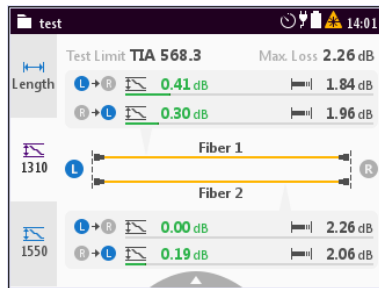 test 14:01
Test Limit TIA 568.3 Max. Loss 2.26 dB
Length
L R 0.41 dB 1.84 dB
R L 0.30 dB 1.96 dB
1310
Fiber 1
L R
Fiber 2
1550
L R 0.00 dB 2.26 dB
R L 0.19 dB 2.06 dB